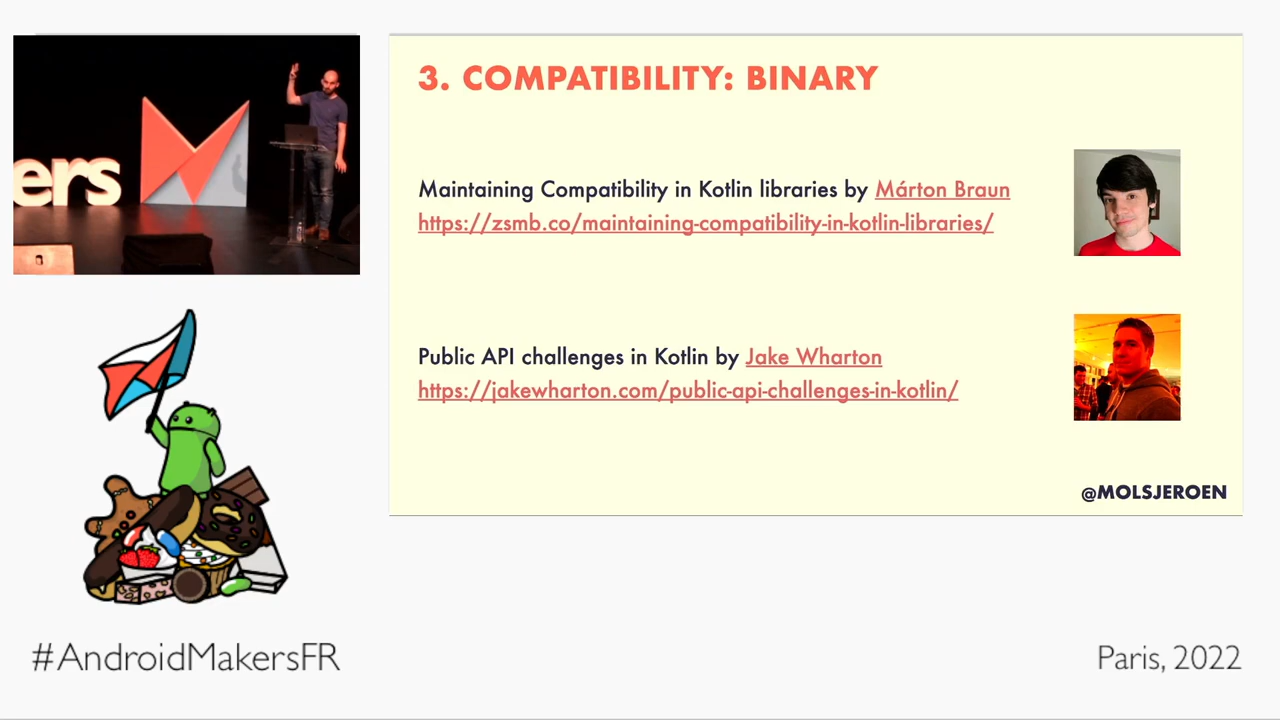 ers
3. COMPATIBILITY: BINARY
Maintaining Compatibility in Kotlin libraries by Márton Braun
https://zsmb.co/maintaining-compatibility-in-kotlin-libraries/
Public API challenges in Kotlin by Jake Wharton
https://jakewharton.com/public-api-challenges-in-kotlin/
@MOLSJEROEN
#AndroidMakersFR
Paris, 2022